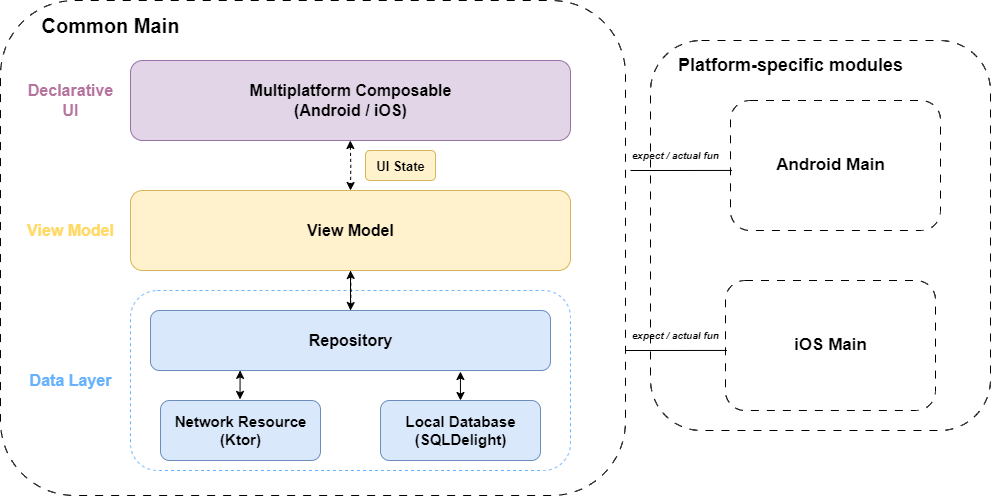 Common Main
Declarative
UI
Multiplatform Composable
(Android / iOS)
UI State
View Model
View Model
Data Layer
Repository
Network Resource
(Ktor)
Local Database
(SQLDelight)
Platform-specific modules
expect / actual fun
Android Main
expect / actual fun
iOS Main